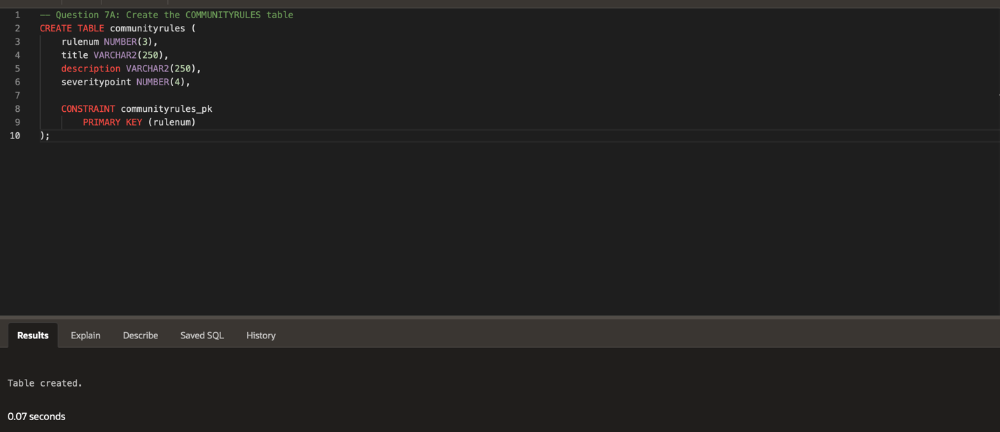 1 -- Question 7A: Create the COMMUNITYRULES table
2 CREATE TABLE communityrules (
3 rulenum NUMBER(3),
4 title VARCHAR2(250),
5 description VARCHAR2(250),
6 severitypoint NUMBER(4),
7
8 CONSTRAINT communityrules_pk
9 PRIMARY KEY (rulenum)
10 );
Results Explain Describe Saved SQL History
Table created.
0.07 seconds